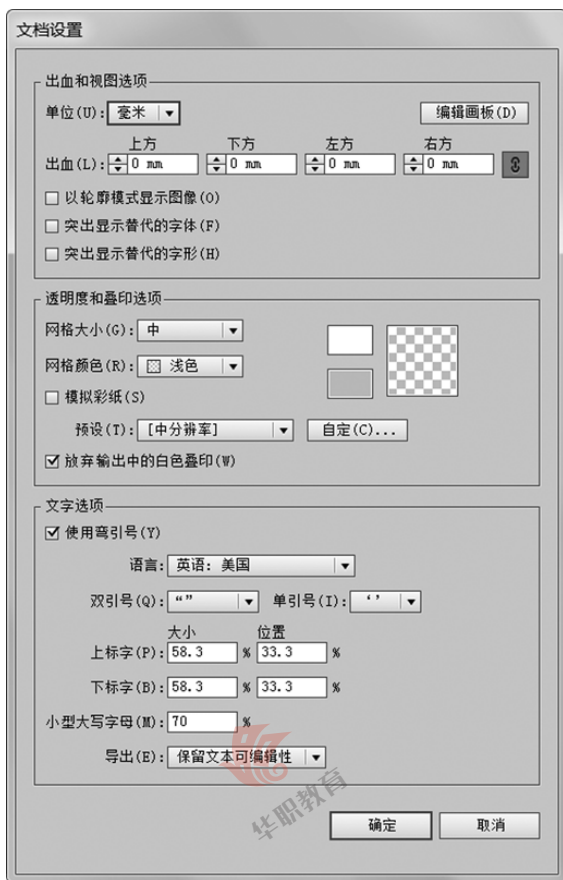 文档设置
出血和视图选项
单位(U): 毫米 编辑画板(D)
上方 下方 左方 右方
出血(L): 0 mm 0 mm 0 mm 0 mm
以轮廓模式显示图像(O)
突出显示替代的字体(F)
突出显示替代的字形(H)
透明度和叠印选项
网格大小(G): 中
网格颜色(R): 浅色
模拟彩纸(S)
预设(T): [中分辨率] 自定(C)...
放弃输出中的白色叠印(W)
文字选项
使用弯引号(Y)
语言: 英语: 美国
双引号(Q): “” 单引号(I): ‘’
大小 位置
上标字(P): 58.3 % 33.3 %
下标字(B): 58.3 % 33.3 %
小型大写字母(M): 70 %
导出(E): 保留文本可编辑性
华职教育
确定 取消